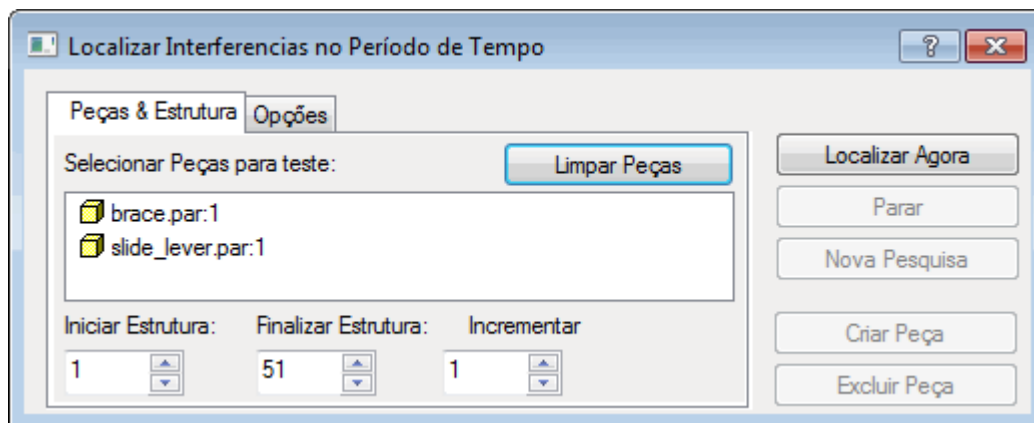 Localizar Interferencias no Período de Tempo
Peças & Estrutura
Opções
Selecionar Peças para teste:
Limpar Peças
brace.par:1
slide_lever.par:1
Iniciar Estrutura:
Finalizar Estrutura:
Incrementar
1
51
1
Localizar Agora
Parar
Nova Pesquisa
Criar Peça
Excluir Peça